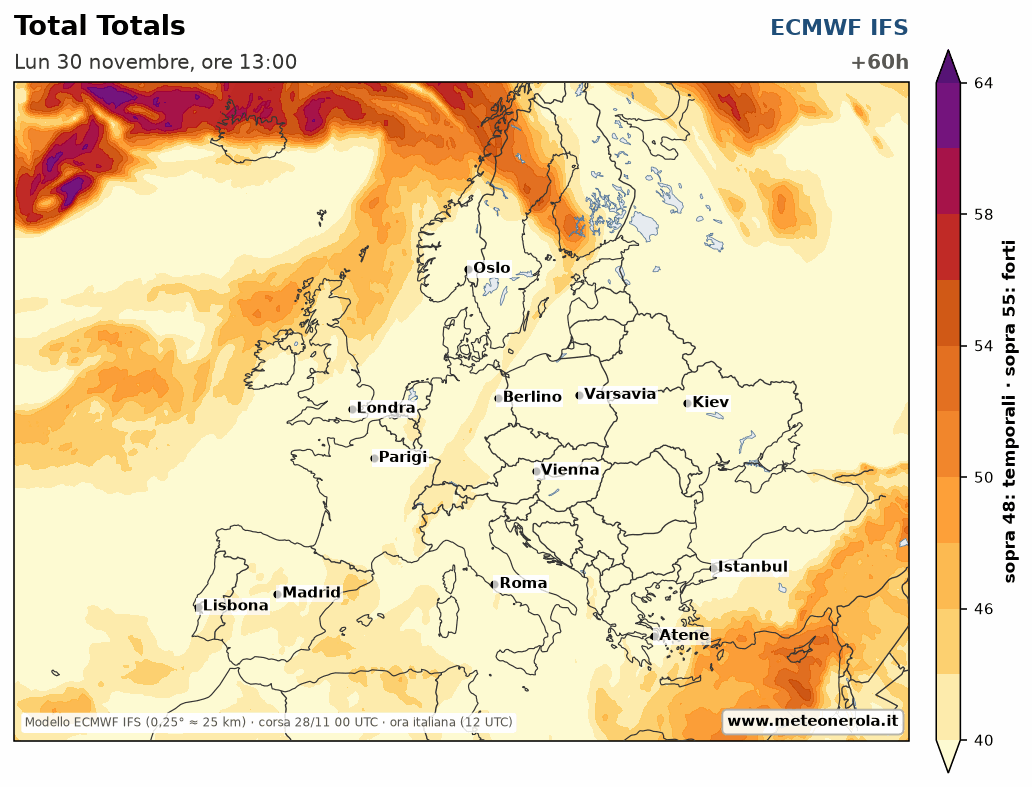 Total Totals
ECMWF IFS
Lun 30 novembre, ore 13:00
+60h
64
58
54
50
46
40
sopra 48: temporali · sopra 55: forti
Oslo
Berlino
Varsavia
Kiev
Londra
Parigi
Vienna
Istanbul
Roma
Madrid
Lisbona
Atene
Modello ECMWF IFS (0,25° ≈ 25 km) · corsa 28/11 00 UTC · ora italiana (12 UTC)
www.meteonerola.it